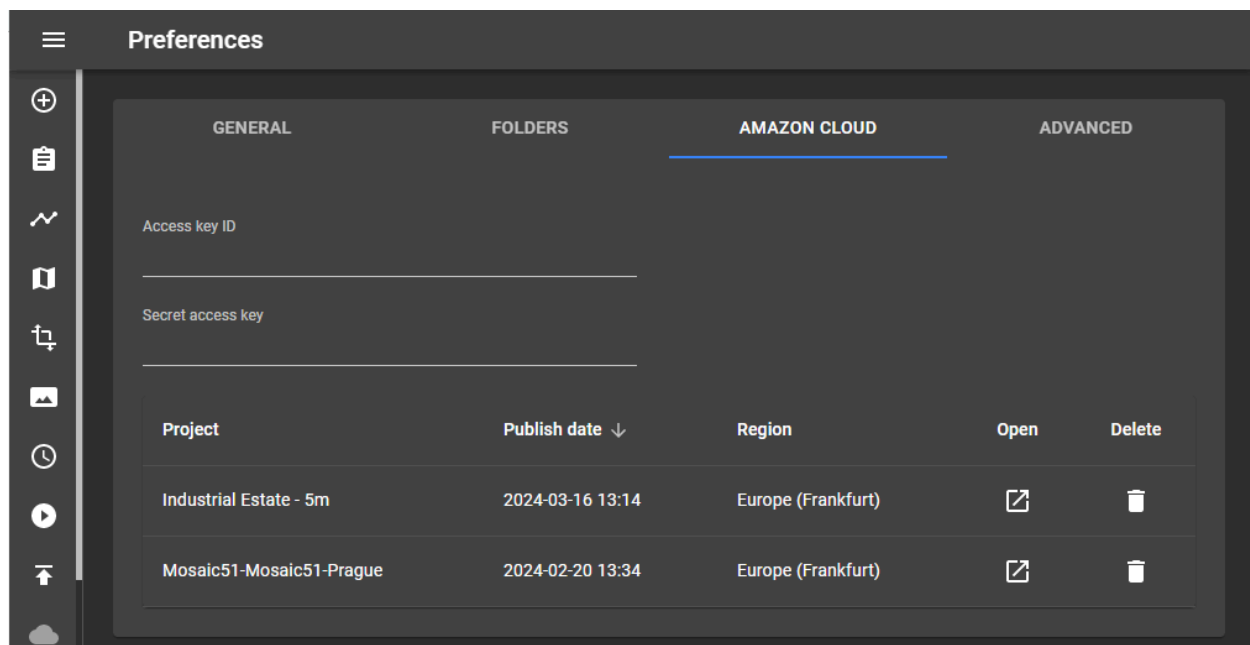 Preferences
GENERAL FOLDERS AMAZON CLOUD ADVANCED
Access key ID
Secret access key
Project Publish date Region Open Delete
Industrial Estate - 5m 2024-03-16 13:14 Europe (Frankfurt)
Mosaic51-Mosaic51-Prague 2024-02-20 13:34 Europe (Frankfurt)